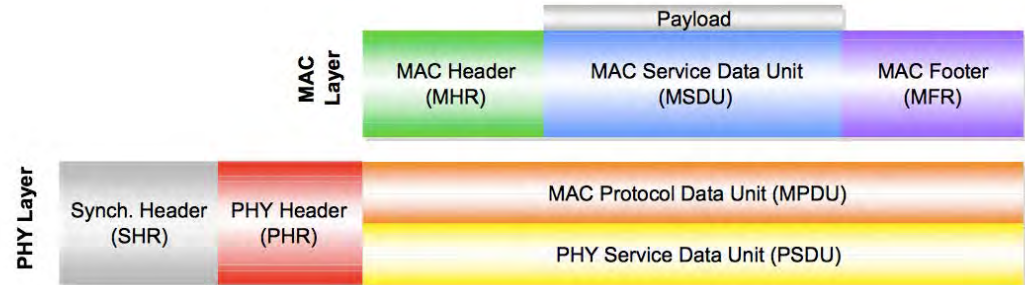 Payload
MAC
Layer
MAC Header
(MHR)
MAC Service Data Unit
(MSDU)
MAC Footer
(MFR)
PHY Layer
Synch. Header
(SHR)
PHY Header
(PHR)
MAC Protocol Data Unit (MPDU)
PHY Service Data Unit (PSDU)